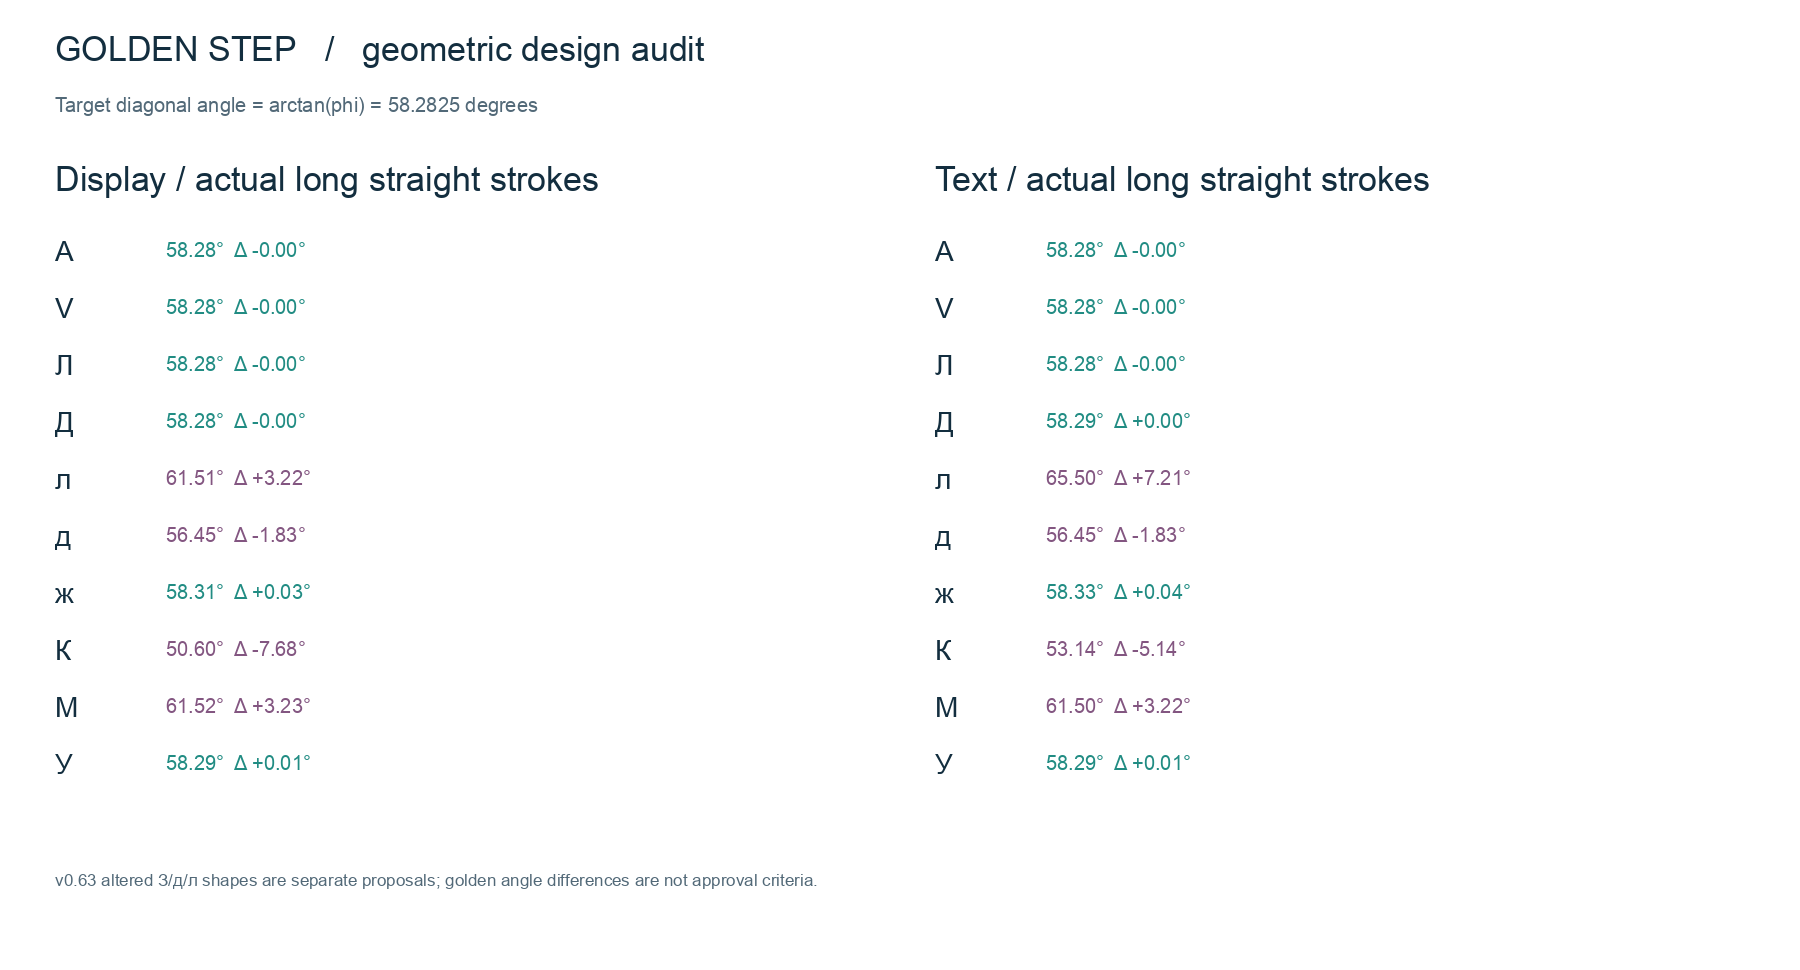 GOLDEN STEP / geometric design audit
Target diagonal angle = arctan(phi) = 58.2825 degrees
Display / actual long straight strokes
А 58.28° Δ -0.00°
V 58.28° Δ -0.00°
Л 58.28° Δ -0.00°
Д 58.28° Δ -0.00°
л 61.51° Δ +3.22°
д 56.45° Δ -1.83°
ж 58.31° Δ +0.03°
К 50.60° Δ -7.68°
М 61.52° Δ +3.23°
У 58.29° Δ +0.01°
Text / actual long straight strokes
А 58.28° Δ -0.00°
V 58.28° Δ -0.00°
Л 58.28° Δ -0.00°
Д 58.29° Δ +0.00°
л 65.50° Δ +7.21°
д 56.45° Δ -1.83°
ж 58.33° Δ +0.04°
К 53.14° Δ -5.14°
М 61.50° Δ +3.22°
У 58.29° Δ +0.01°
v0.63 altered З/д/л shapes are separate proposals; golden angle differences are not approval criteria.